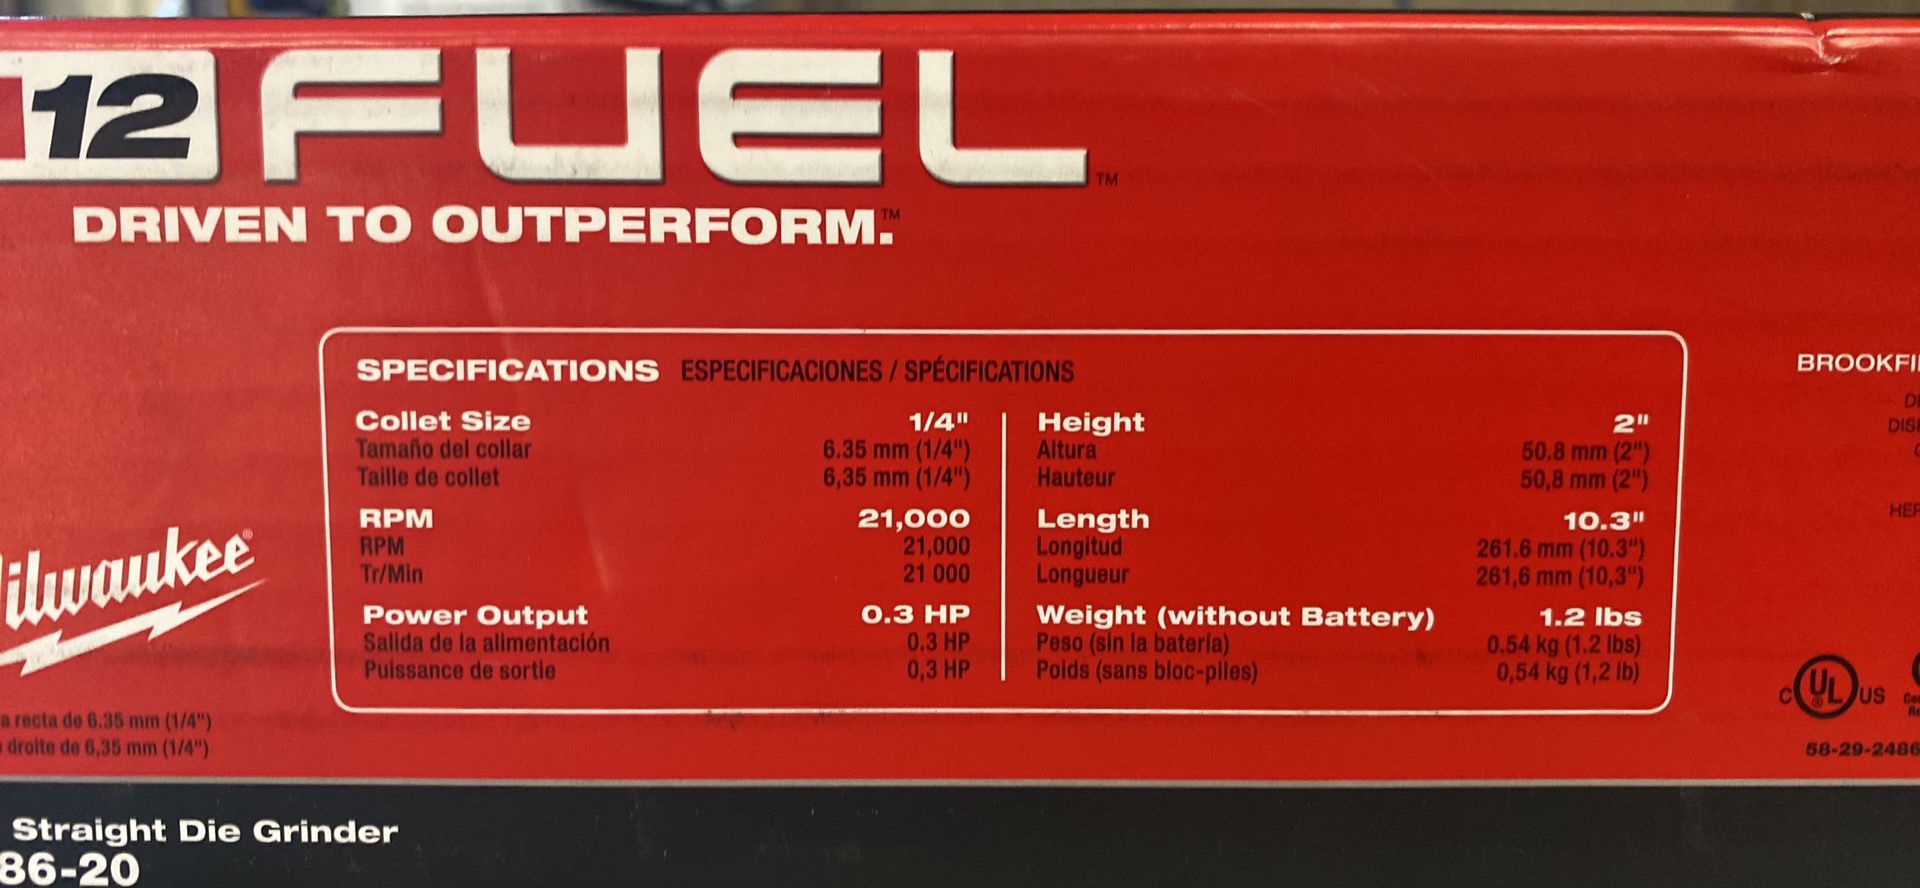 12 FUEL™
DRIVEN TO OUTPERFORM.™
SPECIFICATIONS ESPECIFICACIONES / SPÉCIFICATIONS
Collet Size 1/4"
Tamaño del collar 6.35 mm (1/4")
Taille de collet 6,35 mm (1/4")
RPM 21,000
RPM 21,000
Tr/Min 21 000
Power Output 0.3 HP
Salida de la alimentación 0.3 HP
Puissance de sortie 0,3 HP
Height 2"
Altura 50.8 mm (2")
Hauteur 50,8 mm (2")
Length 10.3"
Longitud 261.6 mm (10.3")
Longueur 261,6 mm (10,3")
Weight (without Battery) 1.2 lbs
Peso (sin la batería) 0.54 kg (1.2 lbs)
Poids (sans bloc-piles) 0,54 kg (1,2 lb)
ilwaukee®
a recta de 6.35 mm (1/4")
droite de 6,35 mm (1/4")
BROOKFI
DI
DIS
HER
C UL® US
58-29-2486
Straight Die Grinder
86-20